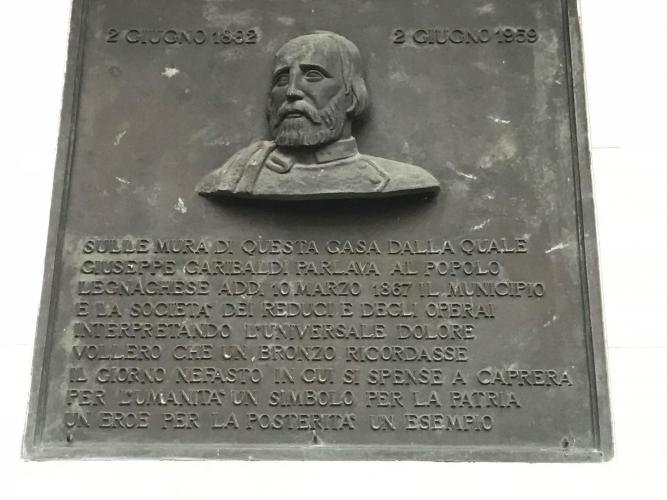 2 GIUGNO 1882 2 GIUGNO 1959
SULLE MURA DI QUESTA CASA DALLA QUALE
GIUSEPPE GARIBALDI PARLAVA AL POPOLO
LEGNAGHESE ADDI 10 MARZO 1867 IL MUNICIPIO
E LA SOCIETA' DEI REDUCI E DEGLI OPERAI
INTERPRETANDO L'UNIVERSALE DOLORE
VOLLERO CHE UN BRONZO RICORDASSE
IL GIORNO NEFASTO IN CUI SI SPENSE A CAPRERA
PER L'UMANITA' UN SIMBOLO PER LA PATRIA
UN EROE PER LA POSTERITA' UN ESEMPIO